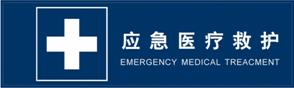 应急医疗救护
EMERGENCY MEDICAL TREACMENT